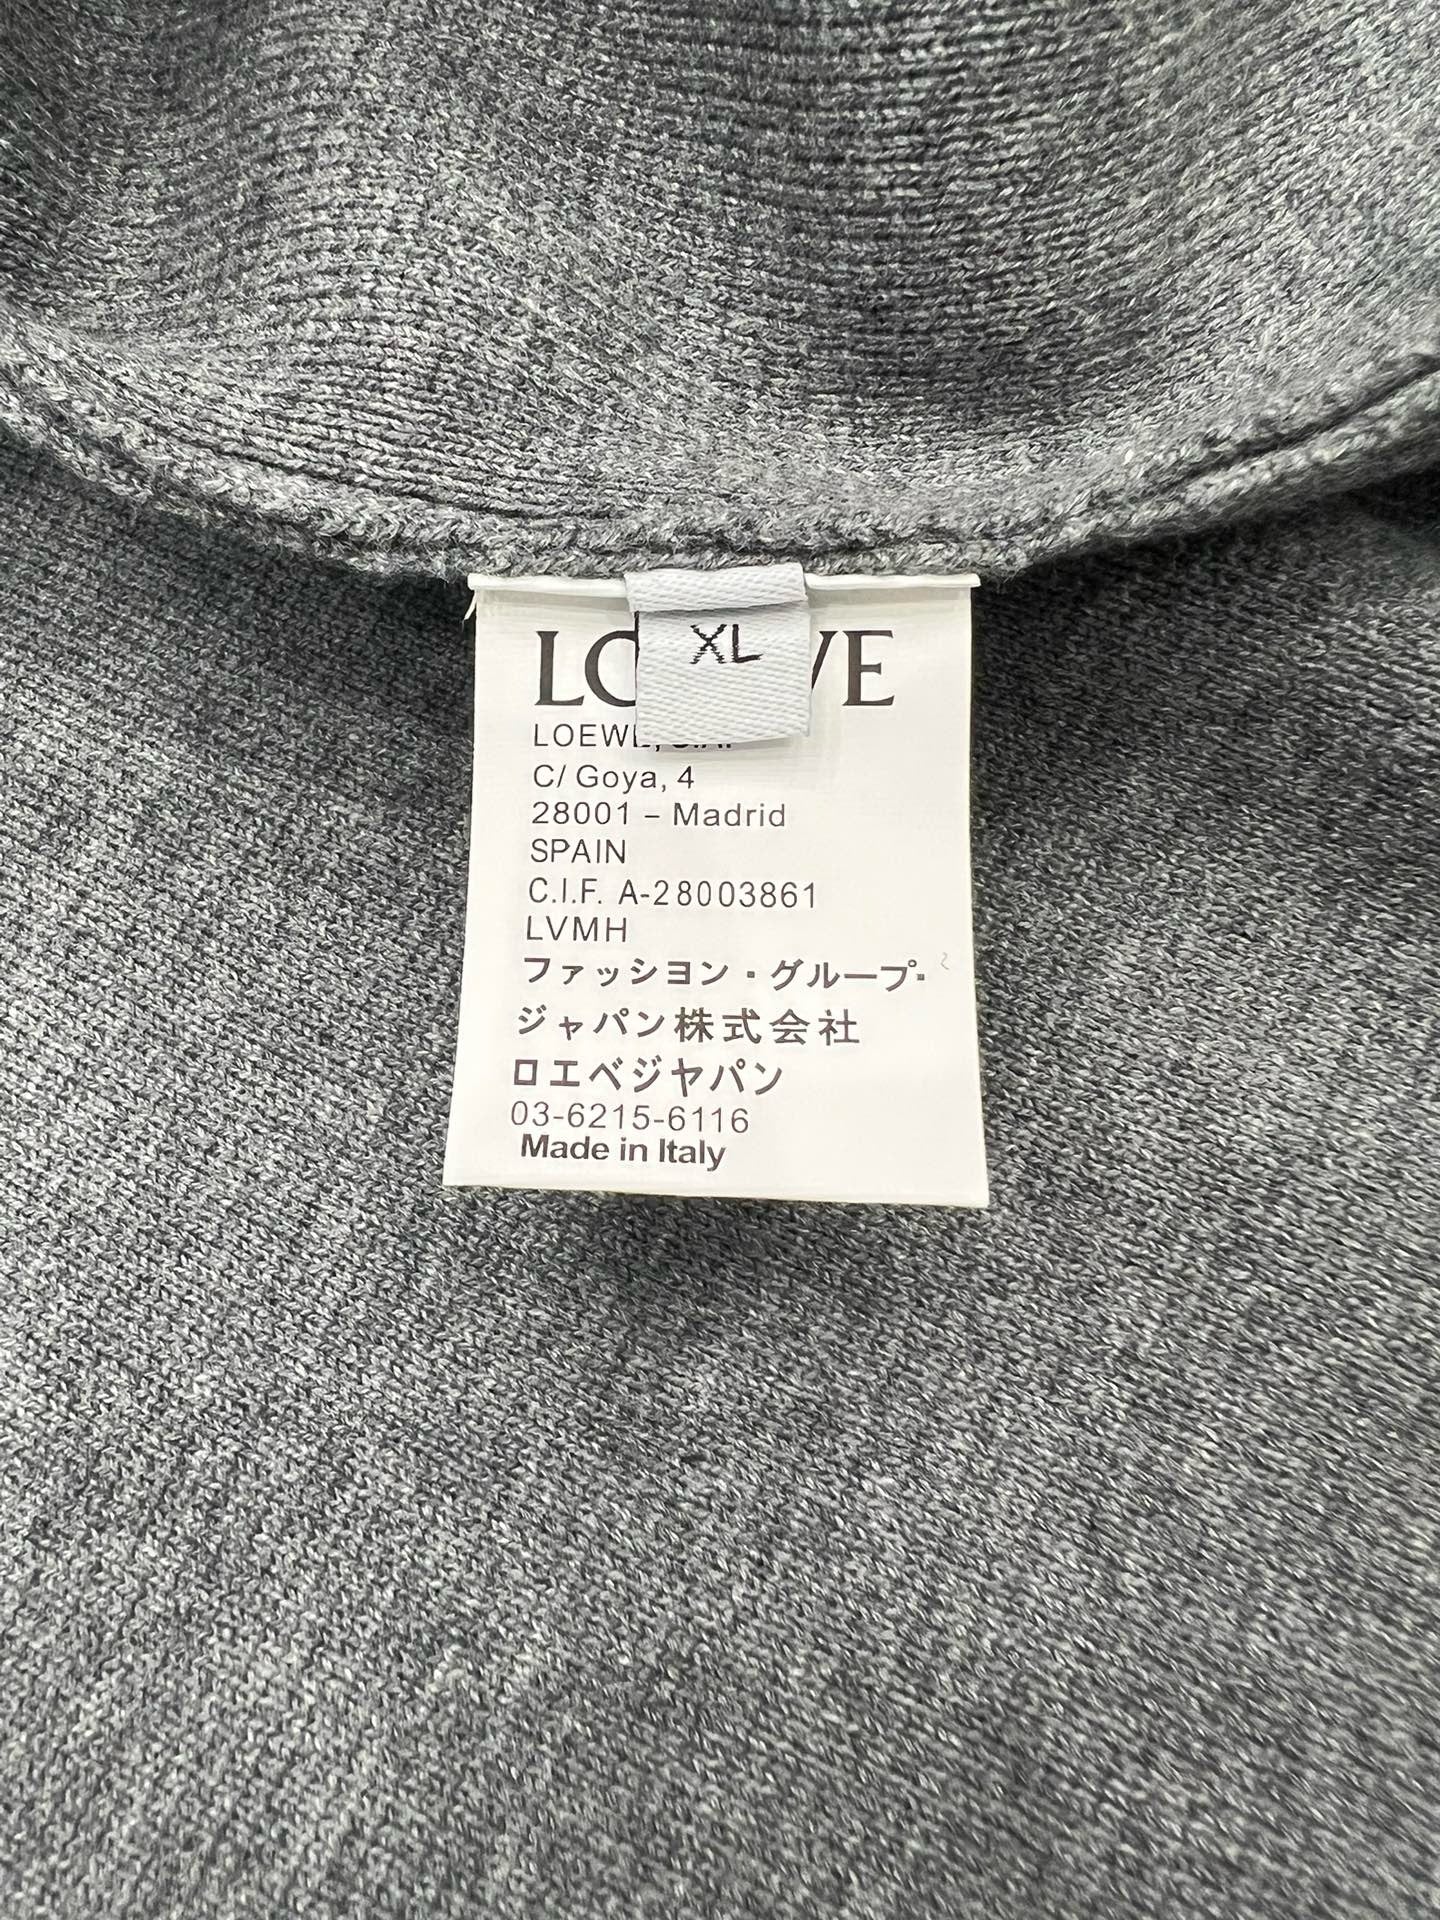 XL
LOEWE
LOEWE, S.A.
C/ Goya, 4
28001 – Madrid
SPAIN
C.I.F. A-28003861
LVMH
ファッション・グループ・
ジャパン株式会社
ロエベジヤパン
03-6215-6116
Made in Italy